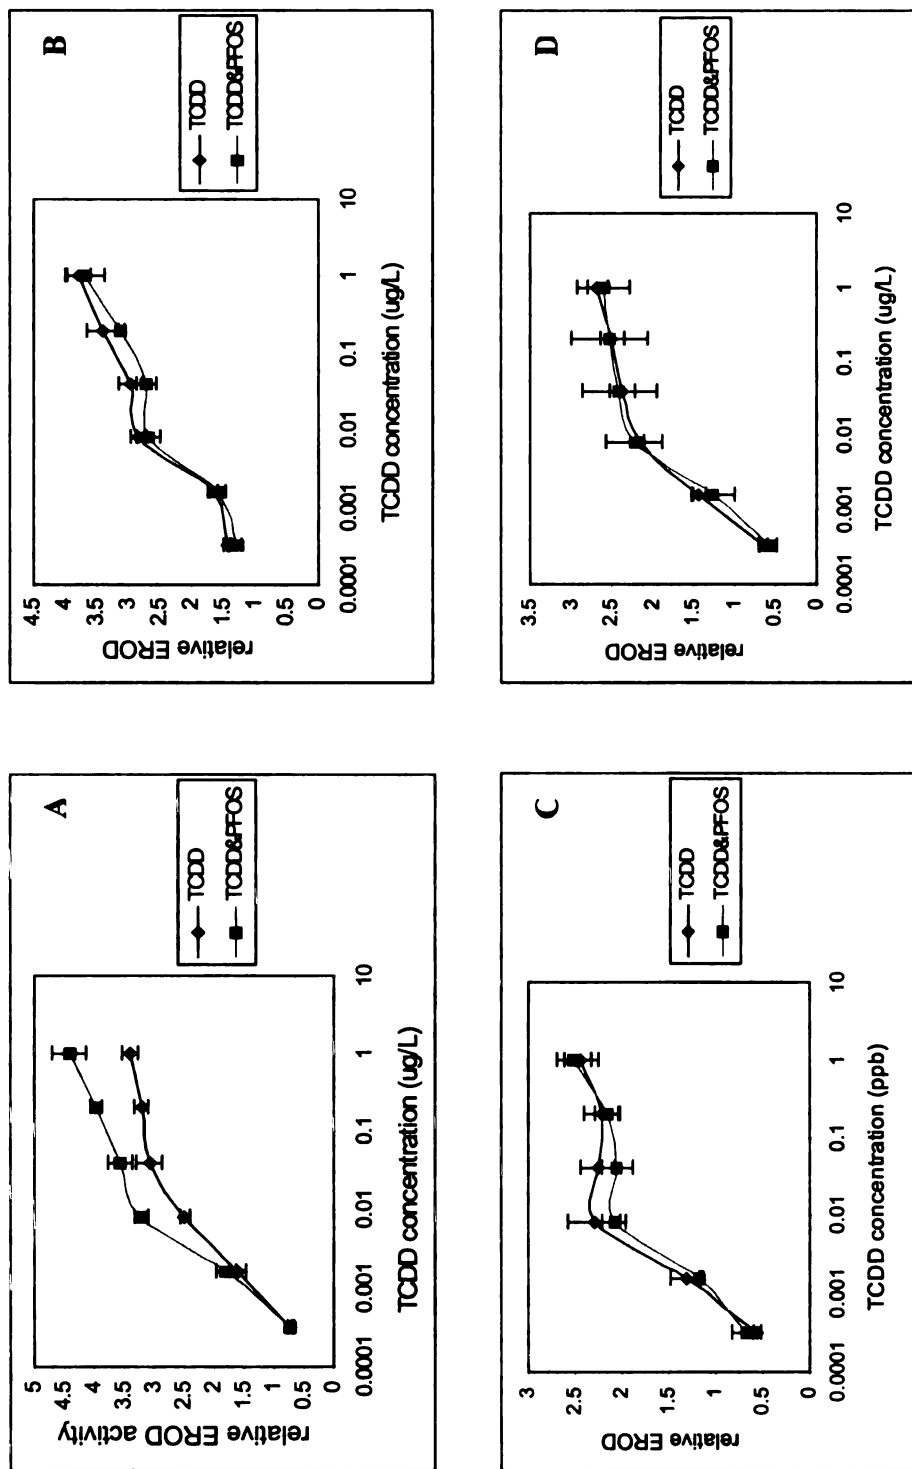 A
relative EROD activity
5
4.5
4
3.5
3
2.5
2
1.5
1
0.5
0
0.0001 0.001 0.01 0.1 1 10
TCDD concentration (ug/L)
TCDD
TCDD&PFOS
B
relative EROD
4.5
4
3.5
3
2.5
2
1.5
1
0.5
0
0.0001 0.001 0.01 0.1 1 10
TCDD concentration (ug/L)
TCDD
TCDD&PFOS
C
relative EROD
3
2.5
2
1.5
1
0.5
0
0.0001 0.001 0.01 0.1 1 10
TCDD concentration (ppb)
TCDD
TCDD&PFOS
D
relative EROD
3.5
3
2.5
2
1.5
1
0.5
0
0.0001 0.001 0.01 0.1 1 10
TCDD concentration (ug/L)
TCDD
TCDD&PFOS